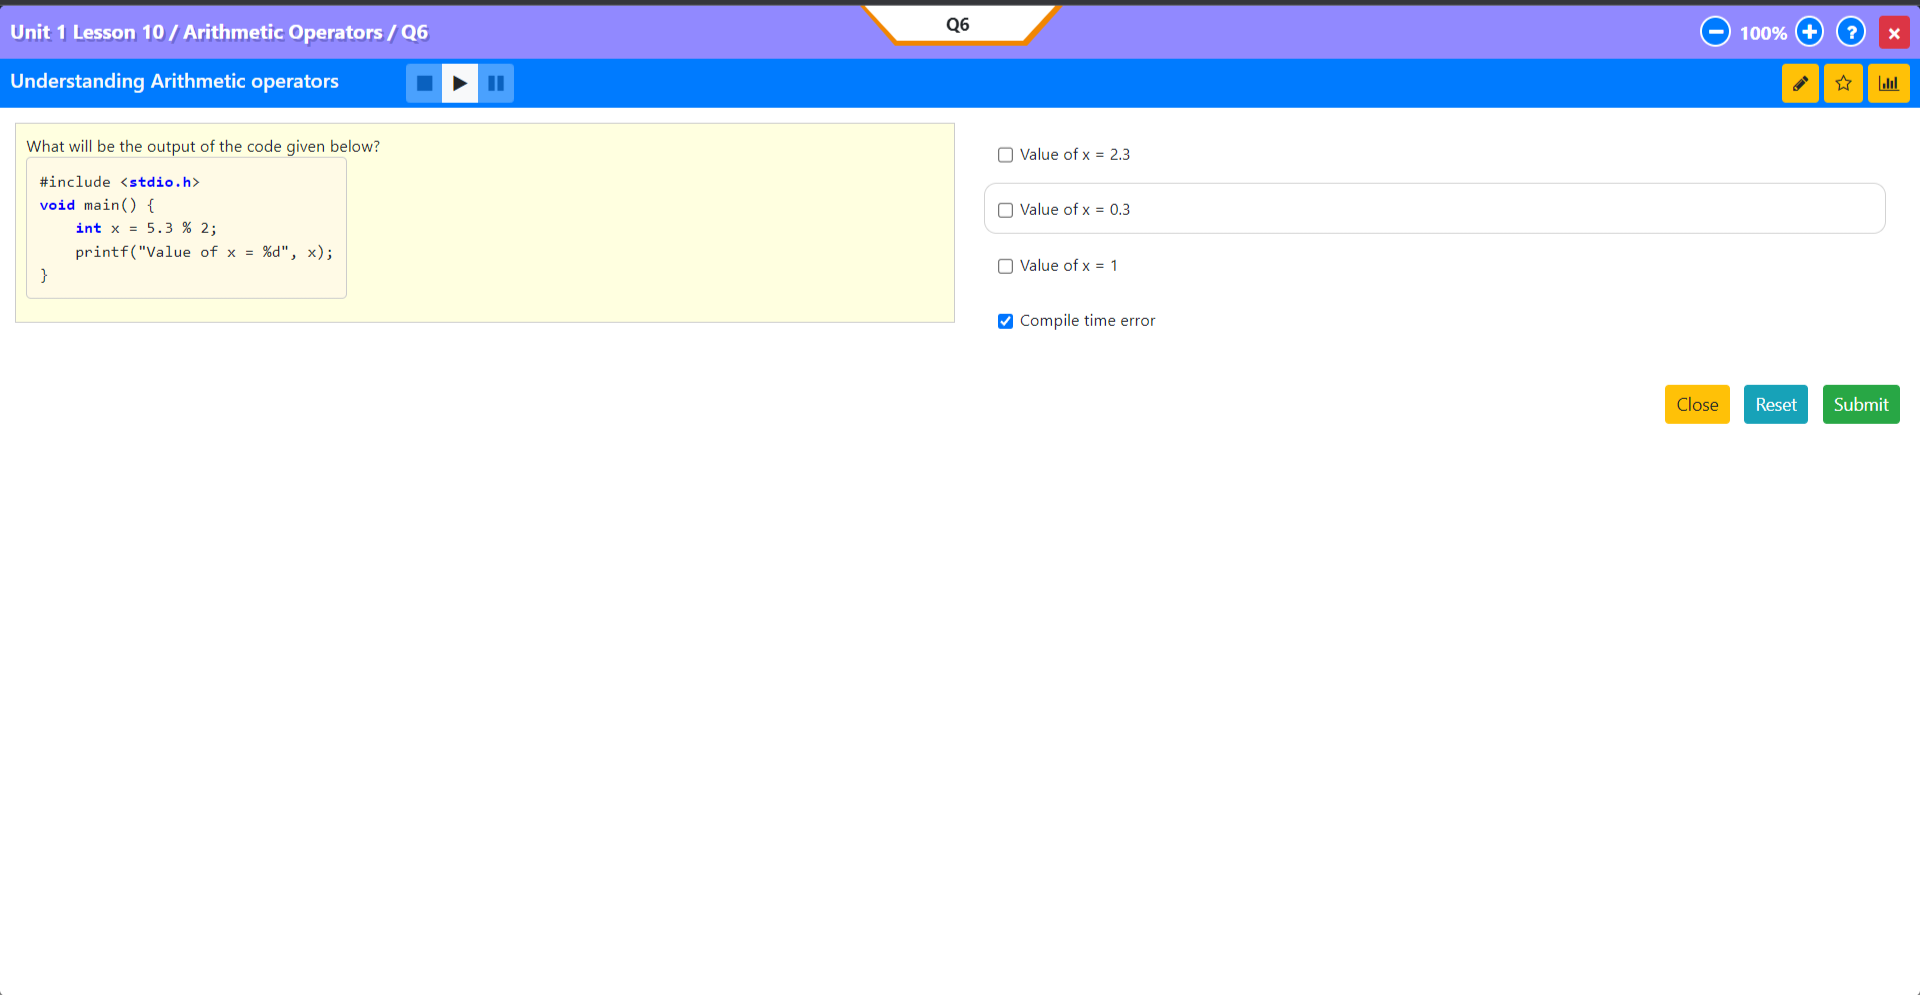 Unit 1 Lesson 10 / Arithmetic Operators / Q6
Q6
100%
?
Understanding Arithmetic operators
What will be the output of the code given below?
#include <stdio.h>
void main() {
    int x = 5.3 % 2;
    printf("Value of x = %d", x);
}
Value of x = 2.3
Value of x = 0.3
Value of x = 1
Compile time error
Close
Reset
Submit